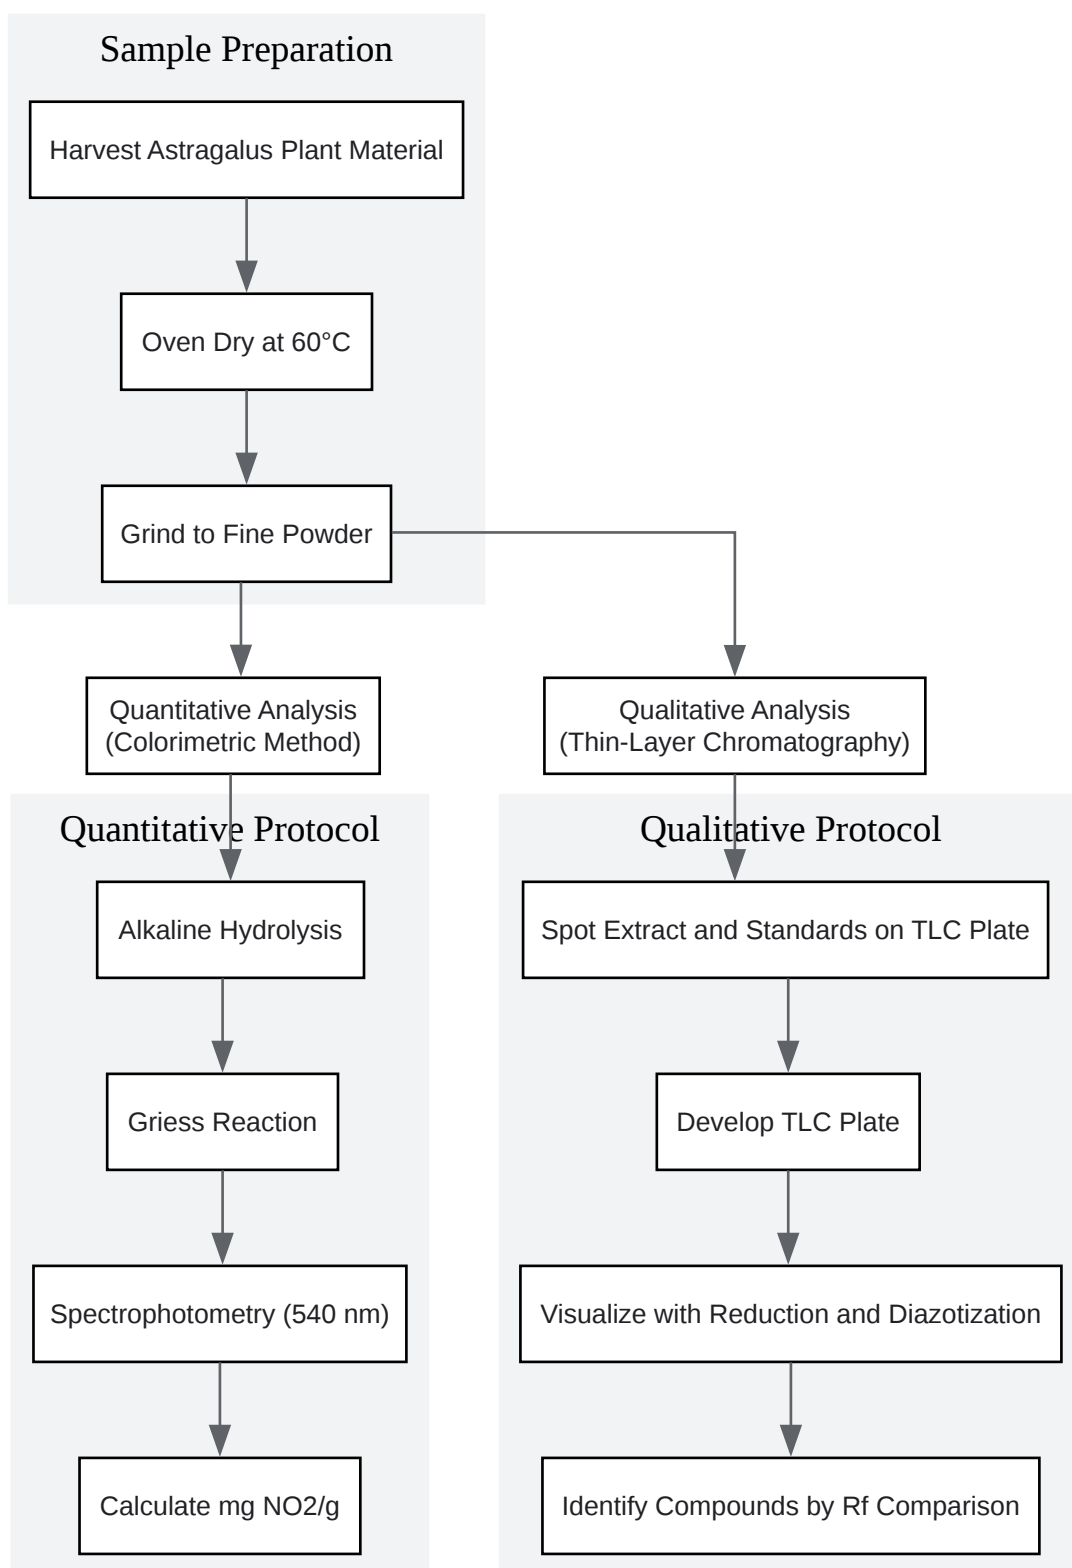 Sample Preparation
Harvest Astragalus Plant Material
Oven Dry at 60°C
Grind to Fine Powder
Quantitative Analysis
(Colorimetric Method)
Qualitative Analysis
(Thin-Layer Chromatography)
Quantitative Protocol
Alkaline Hydrolysis
Griess Reaction
Spectrophotometry (540 nm)
Calculate mg NO2/g
Qualitative Protocol
Spot Extract and Standards on TLC Plate
Develop TLC Plate
Visualize with Reduction and Diazotization
Identify Compounds by Rf Comparison